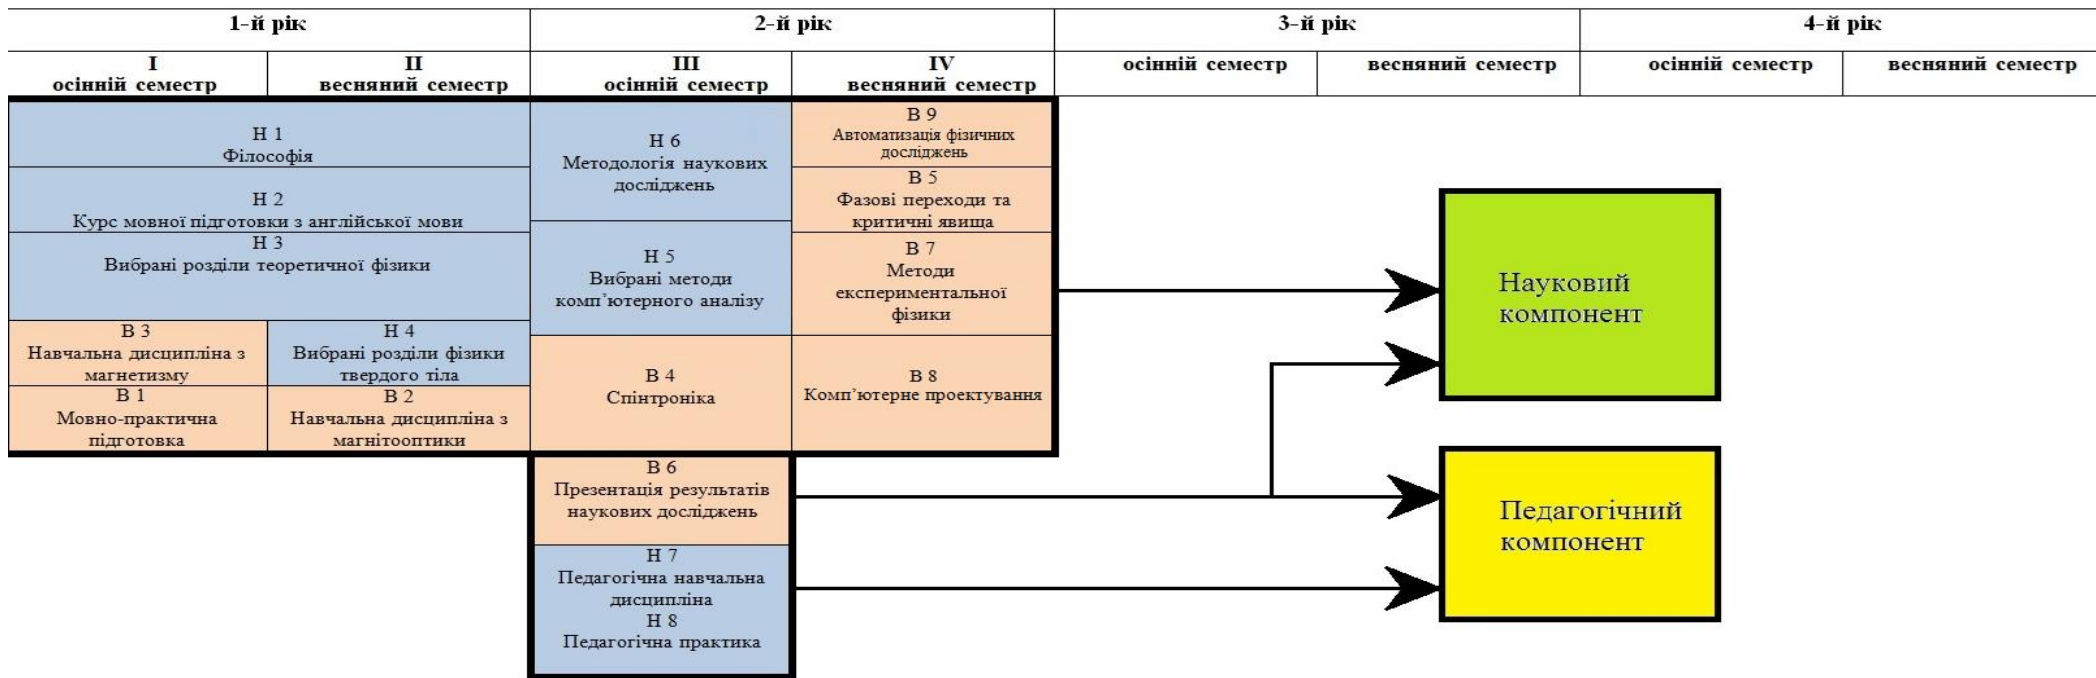 1-й рік
2-й рік
3-й рік
4-й рік
I
осінній семестр
II
весняний семестр
III
осінній семестр
IV
весняний семестр
осінній семестр
весняний семестр
осінній семестр
весняний семестр
Н 1
Філософія
Н 2
Курс мовної підготовки з англійської мови
Н 3
Вибрані розділи теоретичної фізики
В 3
Навчальна дисципліна з
магнетизму
Н 4
Вибрані розділи фізики
твердого тіла
В 1
Мовно-практична
підготовка
В 2
Навчальна дисципліна з
магнітооптики
Н 6
Методологія наукових
досліджень
Н 5
Вибрані методи
комп’ютерного аналізу
В 4
Спінтроніка
В 9
Автоматизація фізичних
досліджень
В 5
Фазові переходи та
критичні явища
В 7
Методи
експериментальної
фізики
В 8
Комп’ютерне проектування
В 6
Презентація результатів
наукових досліджень
Н 7
Педагогічна навчальна
дисципліна
Н 8
Педагогічна практика
Науковий
компонент
Педагогічний
компонент